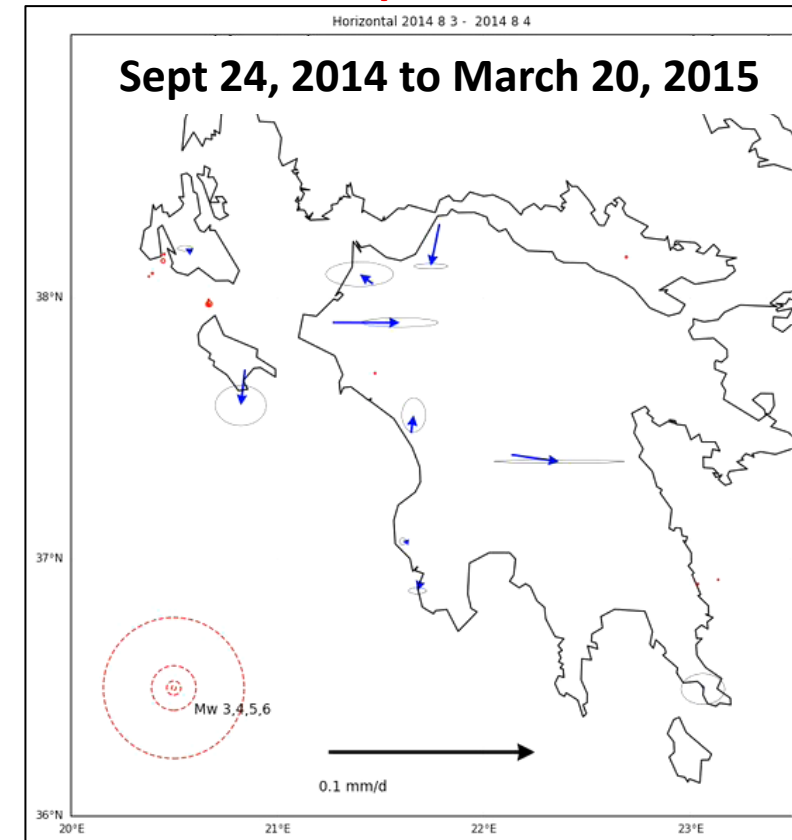 Horizontal 2014 8 3 - 2014 8 4
Sept 24, 2014 to March 20, 2015
38°N
37°N
Mw 3,4,5,6
0.1 mm/d
36°N
20°E 21°E 22°E 23°E